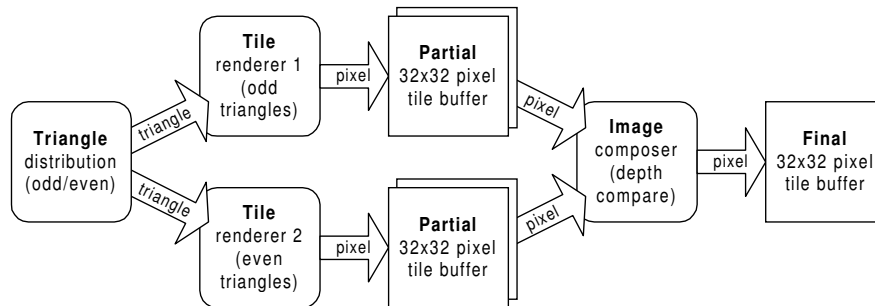 Triangle
distribution
(odd/even)
triangle
triangle
Tile
renderer 1
(odd
triangles)
pixel
Partial
32x32 pixel
tile buffer
pixel
Tile
renderer 2
(even
triangles)
pixel
Partial
32x32 pixel
tile buffer
pixel
Image
composer
(depth
compare)
pixel
Final
32x32 pixel
tile buffer